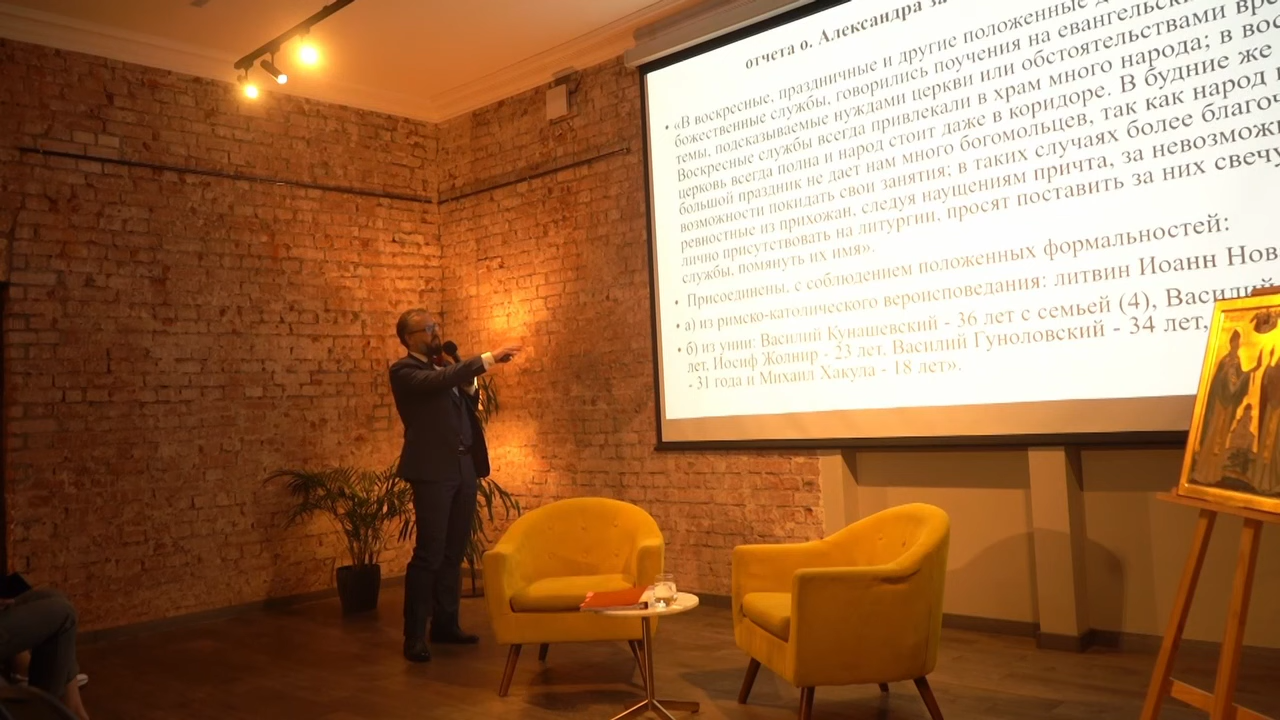 отчета о. Александра за
• «В воскресные, праздничные и другие положенные д
божественные службы, говорились поучения на евангельск
темы, подсказываемые нуждами церкви или обстоятельствами вре
Воскресные службы всегда привлекали в храм много народа; в вос
церковь всегда полна и народ стоит даже в коридоре. В будние же
большой праздник не дает нам много богомольцев, так как народ
возможности покидать свои занятия; в таких случаях более благо
ревностные из прихожан, следуя наущениям причта, за невозмож
лично присутствовать на литургии, просят поставить за них свечу
службы, помянуть их имя».
• Присоединены, с соблюдением положенных формальностей:
• а) из римско-католического вероисповедания: литвин Иоанн Нов
• б) из унии: Василий Кунашевский - 36 лет с семьей (4), Василий
лет, Иосиф Жолнир - 23 лет, Василий Гуноловский - 34 лет,
- 31 года и Михаил Хакула - 18 лет».